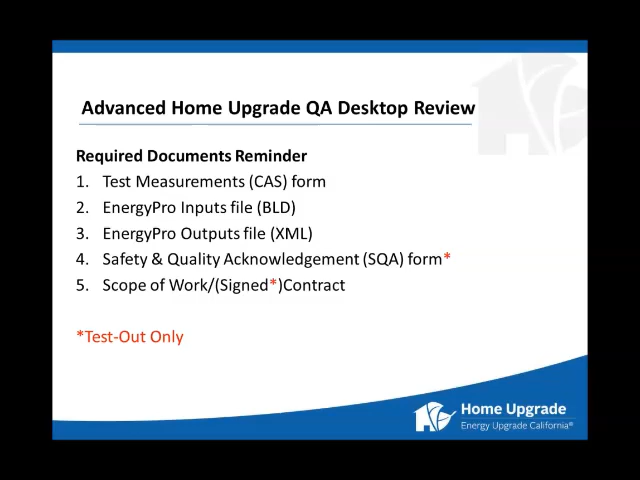 Advanced Home Upgrade QA Desktop Review
Required Documents Reminder
1. Test Measurements (CAS) form
2. EnergyPro Inputs file (BLD)
3. EnergyPro Outputs file (XML)
4. Safety & Quality Acknowledgement (SQA) form*
5. Scope of Work/(Signed*)Contract
*Test-Out Only
Home Upgrade
Energy Upgrade California®